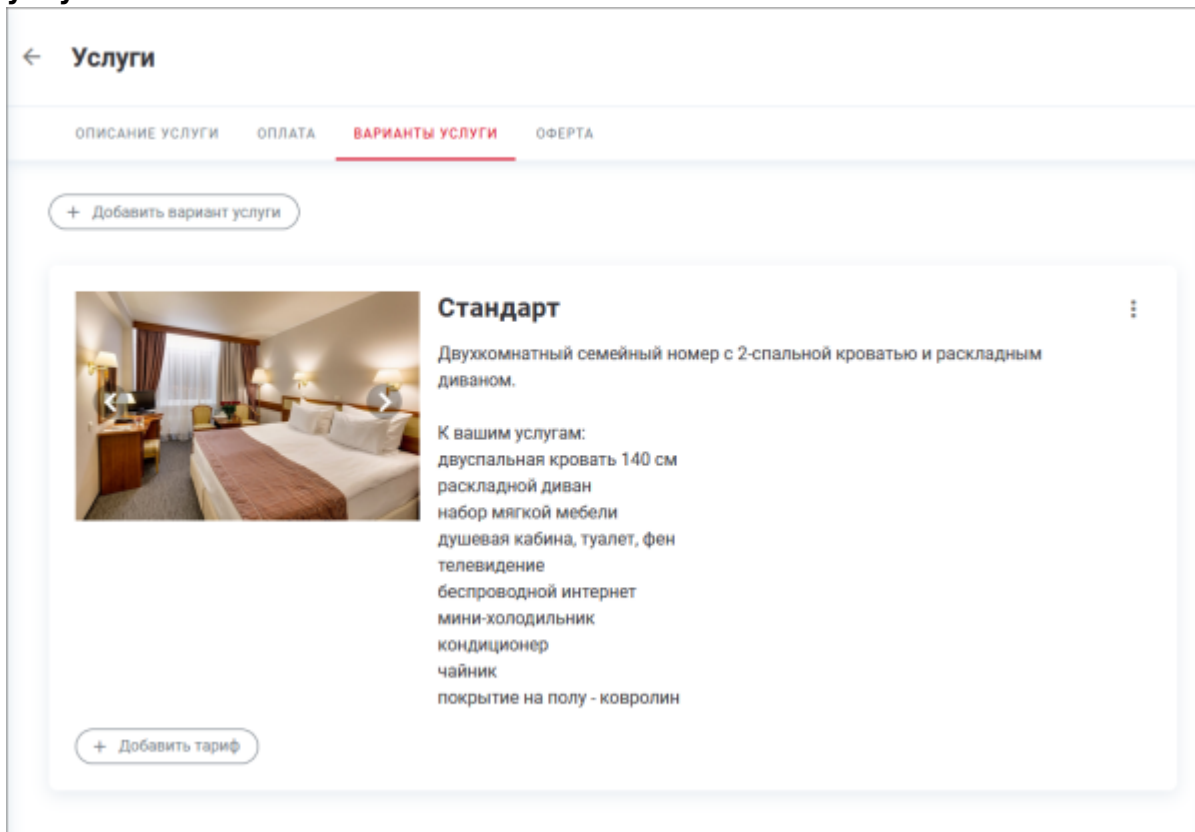 Услуги
ОПИСАНИЕ УСЛУГИ ОПЛАТА ВАРИАНТЫ УСЛУГИ ОФЕРТА
+ Добавить вариант услуги
Стандарт
Двухкомнатный семейный номер с 2-спальной кроватью и раскладным
диваном.
К вашим услугам:
двуспальная кровать 140 см
раскладной диван
набор мягкой мебели
душевая кабина, туалет, фен
телевидение
беспроводной интернет
мини-холодильник
кондиционер
чайник
покрытие на полу - ковролин
+ Добавить тариф